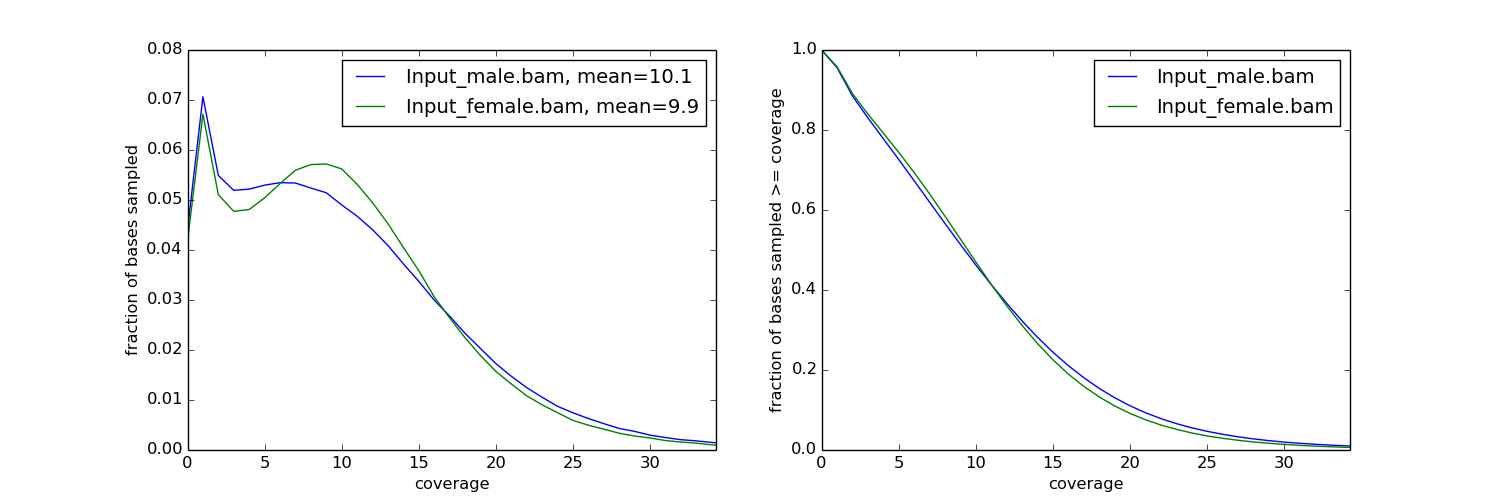 fraction of bases sampled
0.08
0.07
0.06
0.05
0.04
0.03
0.02
0.01
0.00
Input_male.bam, mean=10.1
Input_female.bam, mean=9.9
0 5 10 15 20 25 30
coverage
fraction of bases sampled >= coverage
1.0
0.8
0.6
0.4
0.2
0.0
Input_male.bam
Input_female.bam
0 5 10 15 20 25 30
coverage